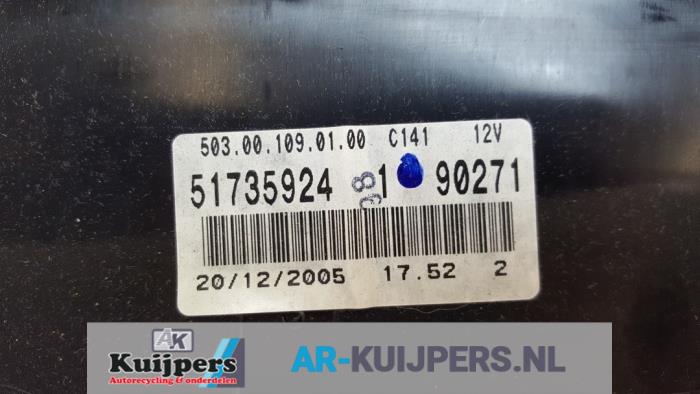 503.00.109.01.00 C141 12V
51735924 1 90271
98
20/12/2005 17.52 2
AK
Kuijpers
Autorecycling & onderdelen
AR-KUIJPERS.NL